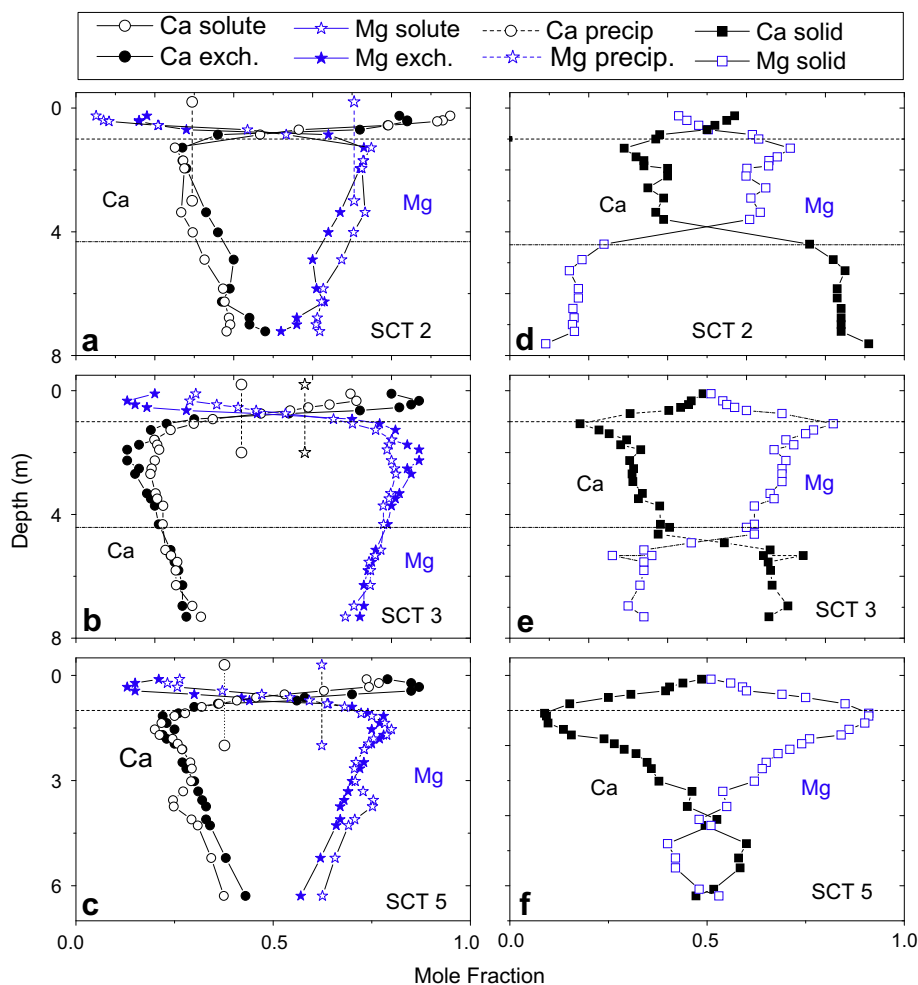 Ca solute Mg solute Ca precip Ca solid
Ca exch. Mg exch. Mg precip. Mg solid
0
4
8
Ca
Mg
a
SCT 2
d
SCT 2
Ca
Mg
0
4
8
Depth (m)
Ca
Mg
b
SCT 3
Ca
Mg
e
SCT 3
0
3
6
Ca
Mg
c
SCT 5
Ca
Mg
f
SCT 5
0.0 0.5 1.0 0.0 0.5 1.0
Mole Fraction